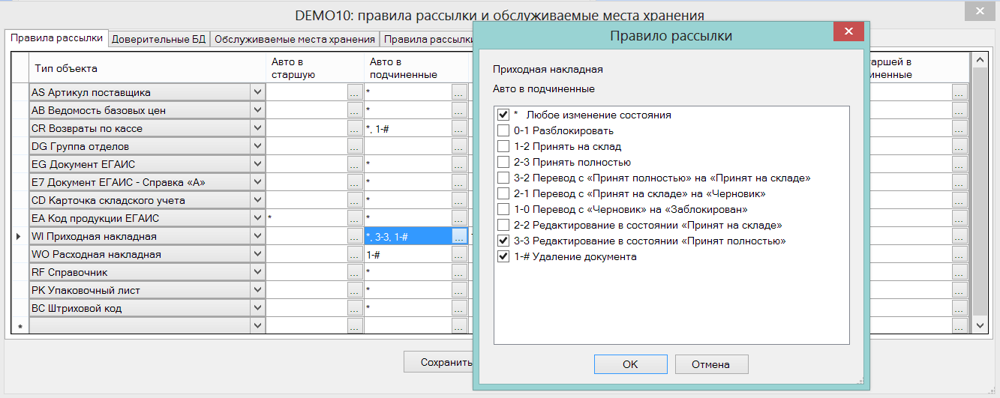 DEMO10: правила рассылки и обслуживаемые места хранения
Правила рассылки Доверительные БД Обслуживаемые места хранения Правила рассылки
Тип объекта
Авто в
старшую
Авто в
подчиненные
AS Артикул поставщика ... * ...
AB Ведомость базовых цен ... * ...
CR Возвраты по кассе ... *, 1-# ...
DG Группа отделов ... ...
EG Документ ЕГАИС ... * ...
E7 Документ ЕГАИС - Справка «А» ... * ...
CD Карточка складского учета ... * ...
EA Код продукции ЕГАИС * ... * ...
WI Приходная накладная ... *, 3-3, 1-# ...
WO Расходная накладная ... 1-# ...
RF Справочник ... * ...
PK Упаковочный лист ... * ...
BC Штриховой код ... * ...
* ... ...
Сохранить
Правило рассылки
Приходная накладная
Авто в подчиненные
* Любое изменение состояния
0-1 Разблокировать
1-2 Принять на склад
2-3 Принять полностью
3-2 Перевод с «Принят полностью» на «Принят на складе»
2-1 Перевод с «Принят на складе» на «Черновик»
1-0 Перевод с «Черновик» на «Заблокирован»
2-2 Редактирование в состоянии «Принят на складе»
3-3 Редактирование в состоянии «Принят полностью»
1-# Удаление документа
OK Отмена